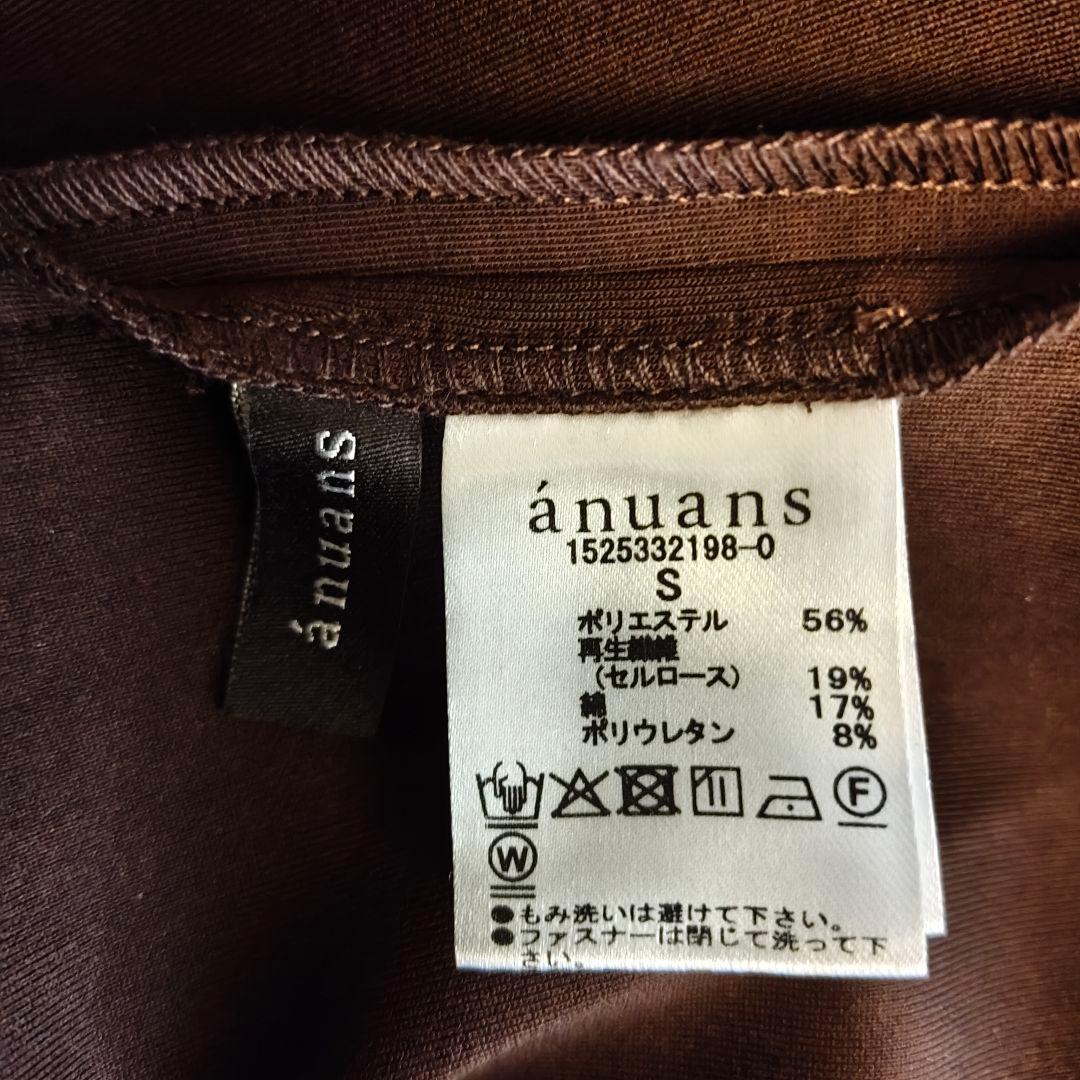 ánuans
ánuans
1525332198-0
S
ポリエステル 56%
再生繊維
(セルロース) 19%
綿 17%
ポリウレタン 8%
F
W
●もみ洗いは避けて下さい。
●ファスナーは閉じて洗って下
さい。